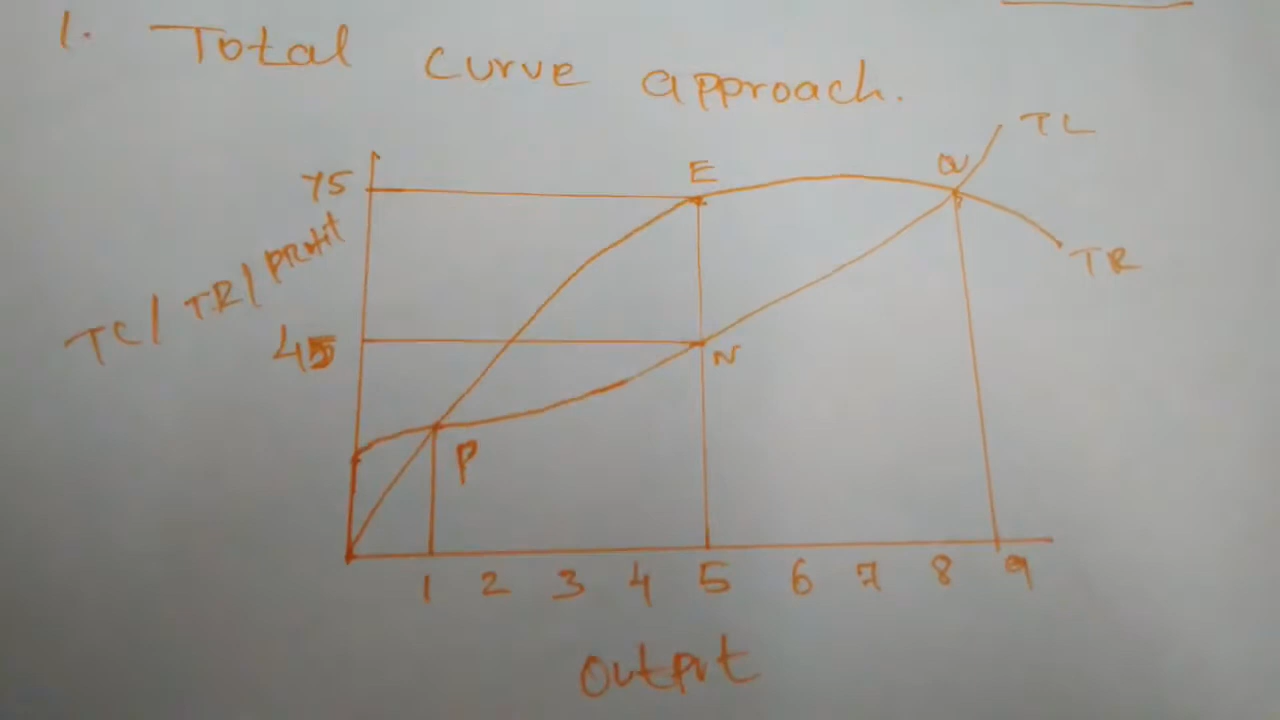 1. Total curve approach.
TC
75
E
Q
TR
TC / TR / Profit
45
N
P
1 2 3 4 5 6 7 8 9
Output